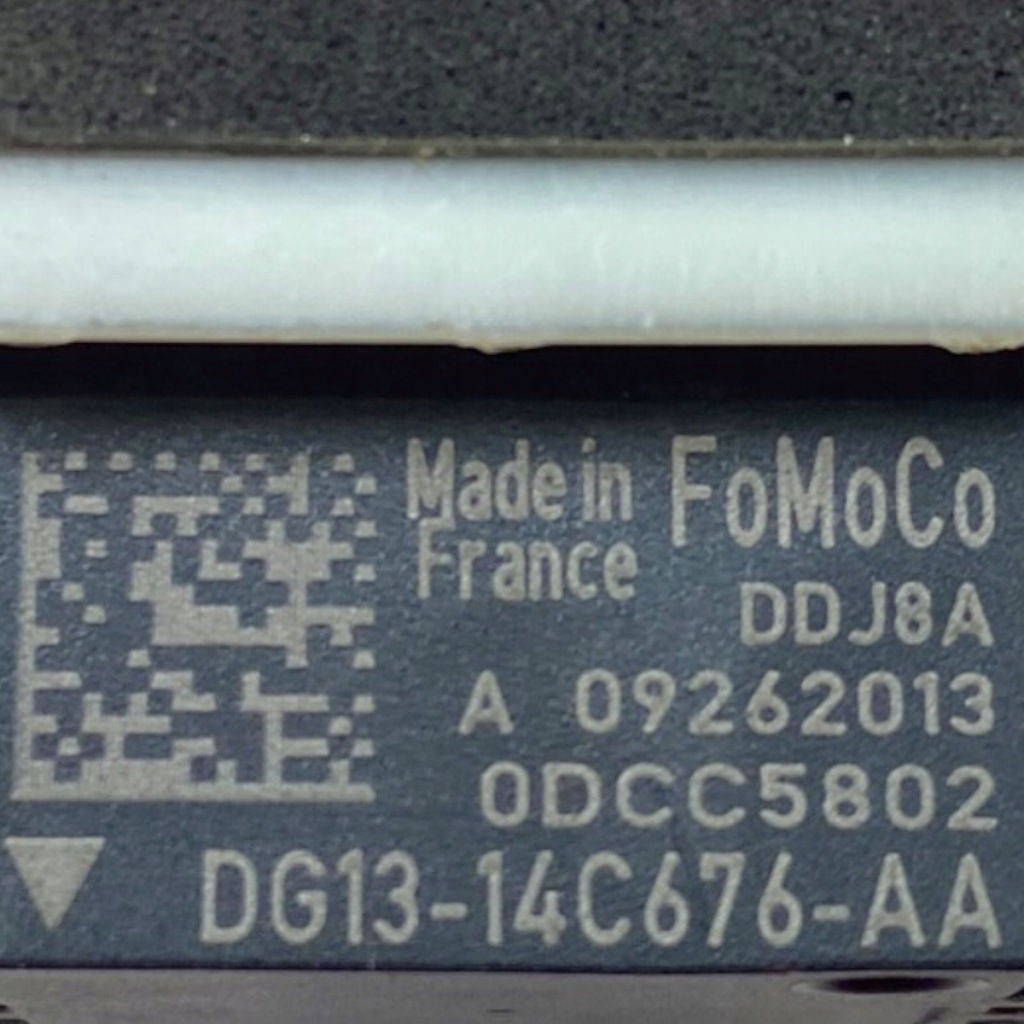 Made in FoMoCo
France
DDJ8A
A 09262013
0DCC5802
DG13-14C676-AA